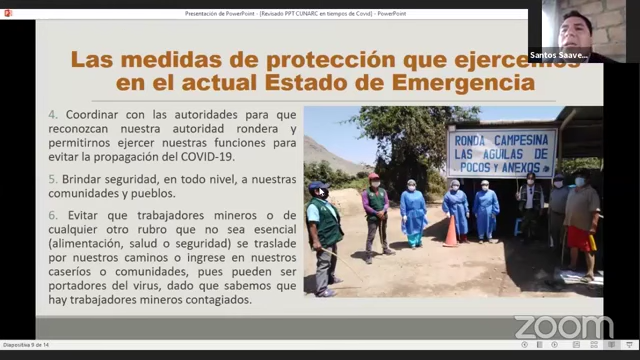 Presentación de PowerPoint - [Revisado PPT CUNARC en tiempos de Covid] - PowerPoint
Santos Saave...
Las medidas de protección que ejercemos
en el actual Estado de Emergencia
4. Coordinar con las autoridades para que
reconozcan nuestra autoridad rondera y
permitirnos ejercer nuestras funciones para
evitar la propagación del COVID-19.
5. Brindar seguridad, en todo nivel, a nuestras
comunidades y pueblos.
6. Evitar que trabajadores mineros o de
cualquier otro rubro que no sea esencial
(alimentación, salud o seguridad) se traslade
por nuestros caminos o ingrese en nuestros
caseríos o comunidades, pues pueden ser
portadores del virus, dado que sabemos que
hay trabajadores mineros contagiados.
RONDA CAMPESINA
LAS AGUILAS DE
POCOS Y ANEXOS
zoom
Diapositiva 8 de 14